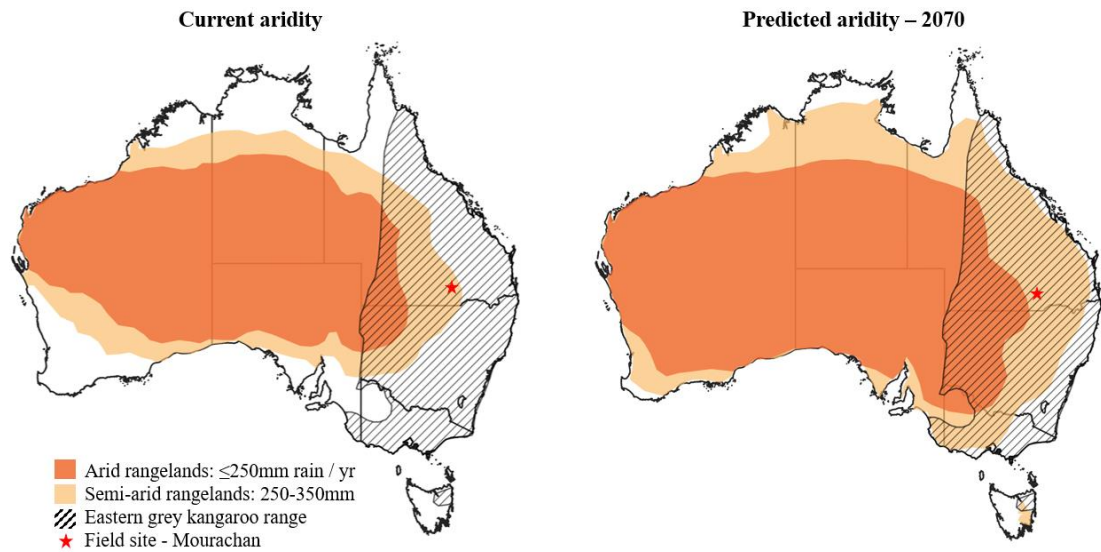 Current aridity
Predicted aridity – 2070
Arid rangelands: ≤250mm rain / yr
Semi-arid rangelands: 250-350mm
Eastern grey kangaroo range
Field site - Mourachan